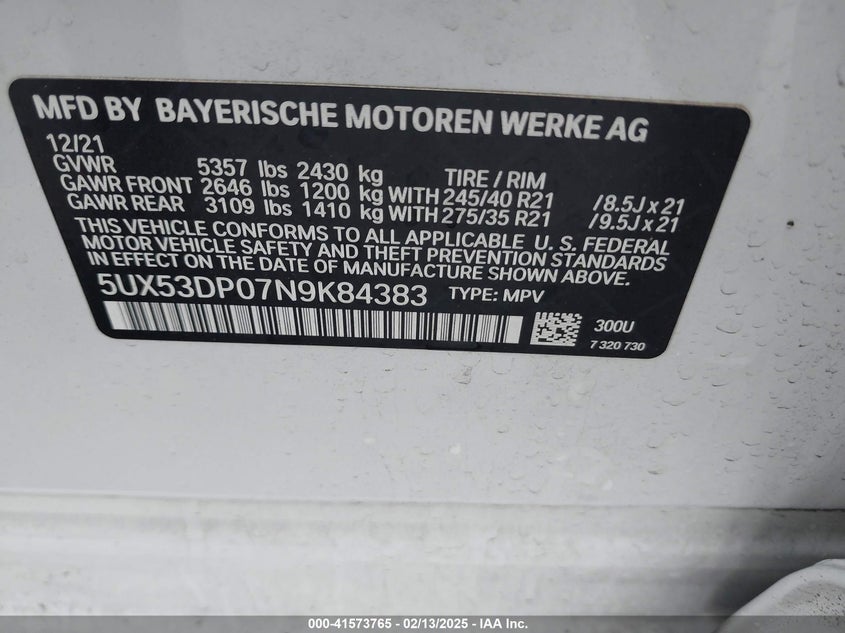 MFD BY BAYERISCHE MOTOREN WERKE AG
12/21
GVWR 5357 lbs 2430 kg TIRE / RIM
GAWR FRONT 2646 lbs 1200 kg WITH 245/40 R21 /8.5J x 21
GAWR REAR 3109 lbs 1410 kg WITH 275/35 R21 /9.5J x 21
THIS VEHICLE CONFORMS TO ALL APPLICABLE U. S. FEDERAL
MOTOR VEHICLE SAFETY AND THEFT PREVENTION STANDARDS
IN EFFECT ON THE DATE OF MANUFACTURE SHOWN ABOVE.
5UX53DP07N9K84383 TYPE: MPV
300U
7 320 730
000-41573765 - 02/13/2025 - IAA Inc.